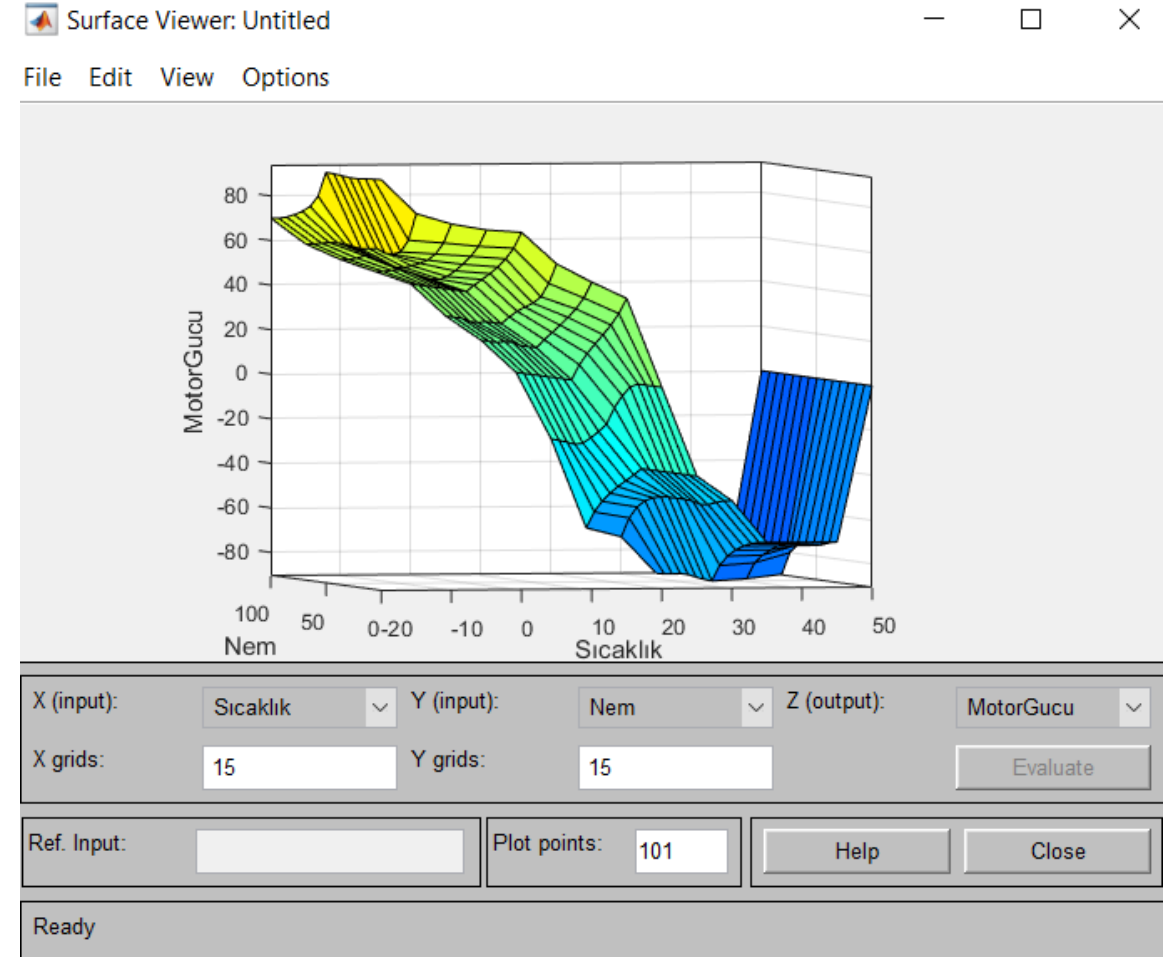 Surface Viewer: Untitled
File Edit View Options
80
60
40
20
0
-20
-40
-60
-80
MotorGucu
100 50 0
Nem
-20 -10 0 10 20 30 40 50
Sıcaklık
X (input): Sıcaklık Y (input): Nem Z (output): MotorGucu
X grids: 15 Y grids: 15 Evaluate
Ref. Input: Plot points: 101 Help Close
Ready